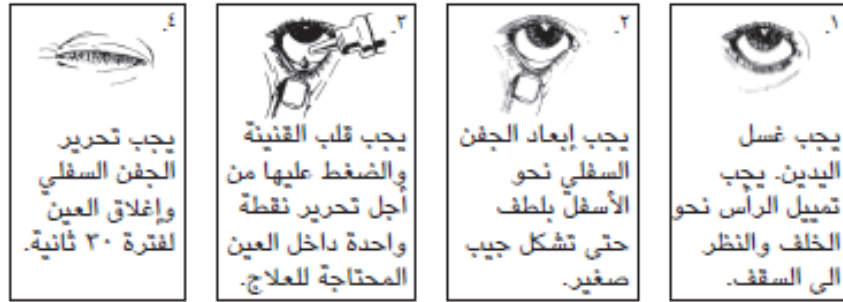 ١.
يجب غسل
اليدين. يجب
تمييل الرأس نحو
الخلف والنظر
الى السقف.
٢.
يجب إبعاد الجفن
السفلي نحو
الأسفل بلطف
حتى تشكل جيب
صغير.
٣.
يجب قلب القنينة
والضغط عليها من
أجل تحرير نقطة
واحدة داخل العين
المحتاجة للعلاج.
٤.
يجب تحرير
الجفن السفلي
وإغلاق العين
لفترة ٣٠ ثانية.